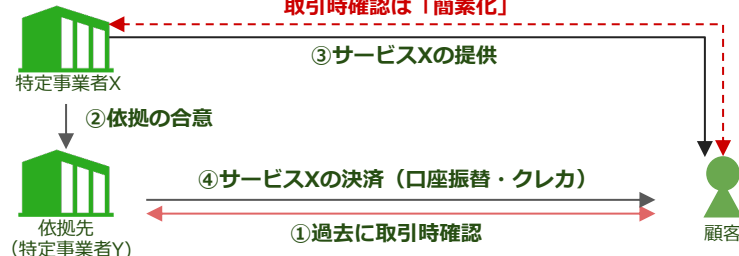 取引時確認は「簡素化」
③サービスXの提供
特定事業者X
②依拠の合意
④サービスXの決済（口座振替・クレカ）
依拠先
（特定事業者Y）
①過去に取引時確認
顧客